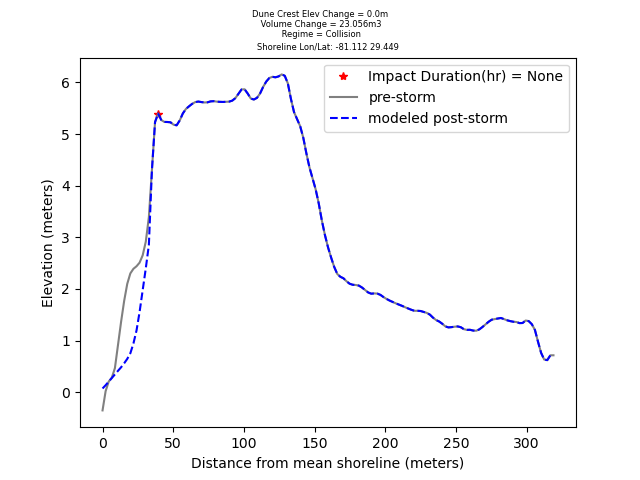 Dune Crest Elev Change = 0.0m
Volume Change = 23.056m3
Regime = Collision
Shoreline Lon/Lat: -81.112 29.449
Impact Duration(hr) = None
pre-storm
modeled post-storm
Elevation (meters)
6
5
4
3
2
1
0
0 50 100 150 200 250 300
Distance from mean shoreline (meters)